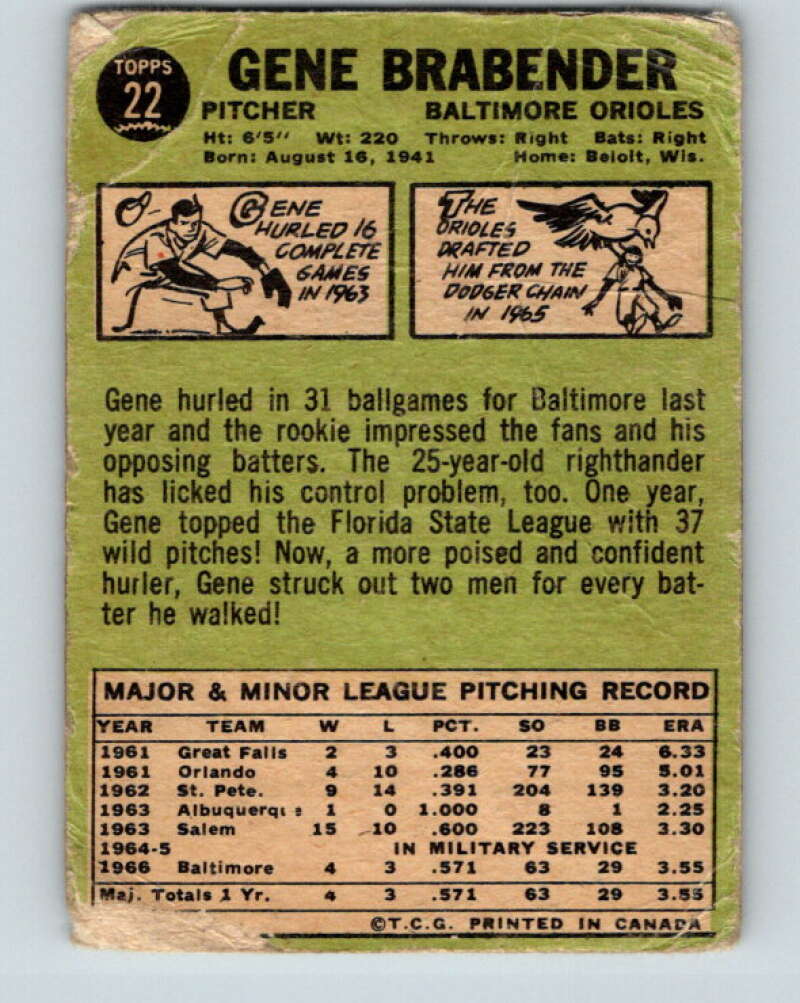 TOPPS
22
GENE BRABENDER
PITCHER BALTIMORE ORIOLES
Ht: 6'5" Wt: 220 Throws: Right Bats: Right
Born: August 16, 1941 Home: Beloit, Wis.
GENE
HURLED 16
COMPLETE
GAMES
IN 1963
THE
ORIOLES
DRAFTED
HIM FROM THE
DODGER CHAIN
IN 1965
Gene hurled in 31 ballgames for Baltimore last
year and the rookie impressed the fans and his
opposing batters. The 25-year-old righthander
has licked his control problem, too. One year,
Gene topped the Florida State League with 37
wild pitches! Now, a more poised and confident
hurler, Gene struck out two men for every bat-
ter he walked!
MAJOR & MINOR LEAGUE PITCHING RECORD
YEAR TEAM W L PCT. SO BB ERA
1961 Great Falls 2 3 .400 23 24 6.33
1961 Orlando 4 10 .286 77 95 5.01
1962 St. Pete. 9 14 .391 204 139 3.20
1963 Albuquerque 1 0 1.000 8 1 2.25
1963 Salem 15 10 .600 223 108 3.30
1964-5 IN MILITARY SERVICE
1966 Baltimore 4 3 .571 63 29 3.55
Maj. Totals 1 Yr. 4 3 .571 63 29 3.55
©T.C.G. PRINTED IN CANADA